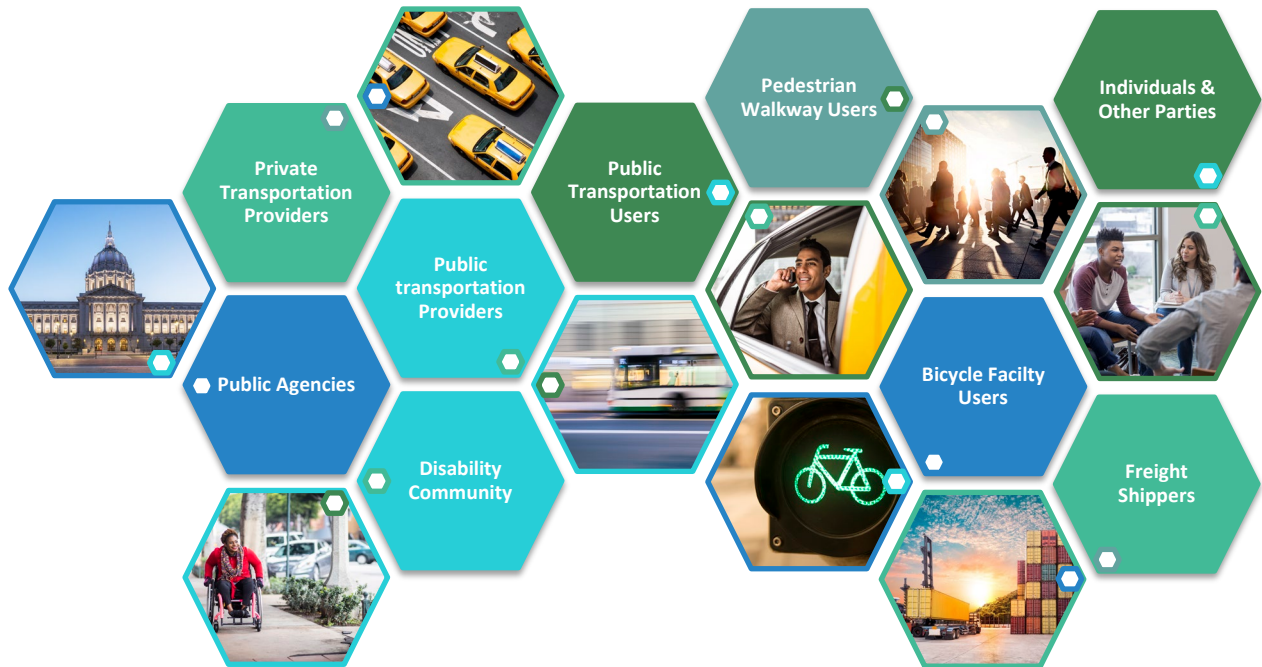 Private
Transportation
Providers
Public
Transportation
Users
Pedestrian
Walkway Users
Individuals &
Other Parties
Public
transportation
Providers
Public Agencies
Bicycle Facilty
Users
Disability
Community
Freight
Shippers